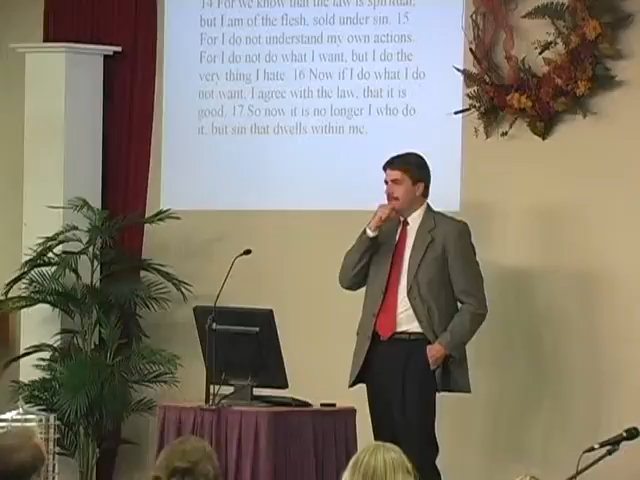 14 For we know that the law is spiritual,
but I am of the flesh, sold under sin. 15
For I do not understand my own actions.
For I do not do what I want, but I do the
very thing I hate. 16 Now if I do what I do
not want, I agree with the law, that it is
good. 17 So now it is no longer I who do
it, but sin that dwells within me.